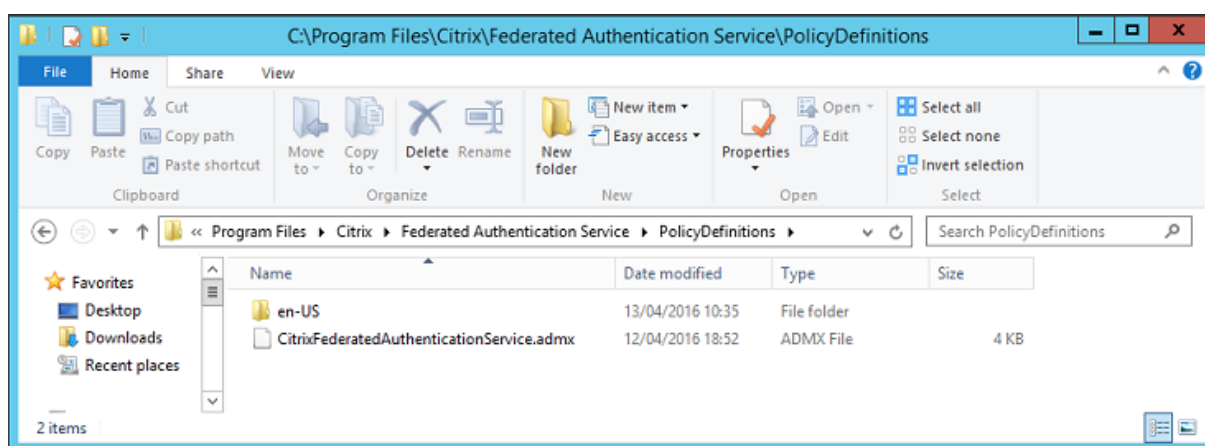 C:\Program Files\Citrix\Federated Authentication Service\PolicyDefinitions
File Home Share View
Copy
Paste
Cut
Copy path
Paste shortcut
Clipboard
Move to
Copy to
Delete
Rename
Organize
New folder
New item
Easy access
New
Properties
Open
Edit
Open
Select all
Select none
Invert selection
Select
« Program Files Citrix Federated Authentication Service PolicyDefinitions
Search PolicyDefinitions
Favorites
Desktop
Downloads
Recent places
Name Date modified Type Size
en-US 13/04/2016 10:35 File folder
CitrixFederatedAuthenticationService.admx 12/04/2016 18:52 ADMX File 4 KB
2 items